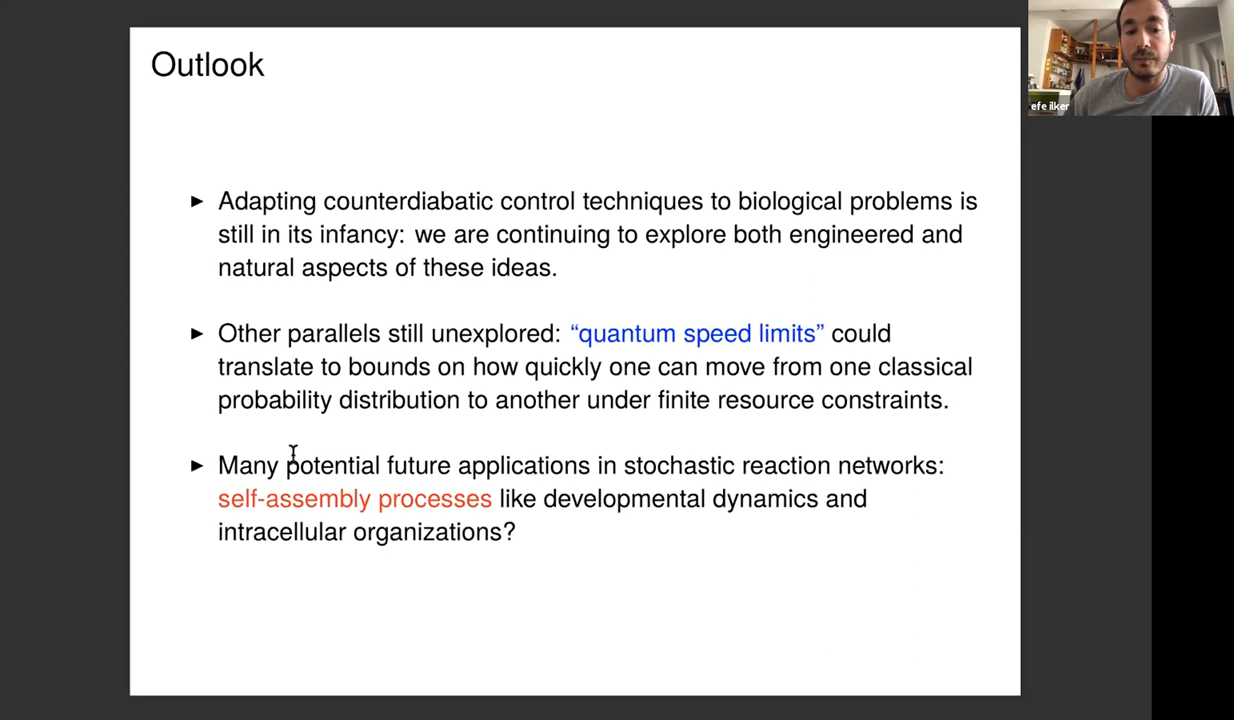 Outlook
efe ilker
► Adapting counterdiabatic control techniques to biological problems is
still in its infancy: we are continuing to explore both engineered and
natural aspects of these ideas.
► Other parallels still unexplored: “quantum speed limits” could
translate to bounds on how quickly one can move from one classical
probability distribution to another under finite resource constraints.
► Many potential future applications in stochastic reaction networks:
self-assembly processes like developmental dynamics and
intracellular organizations?